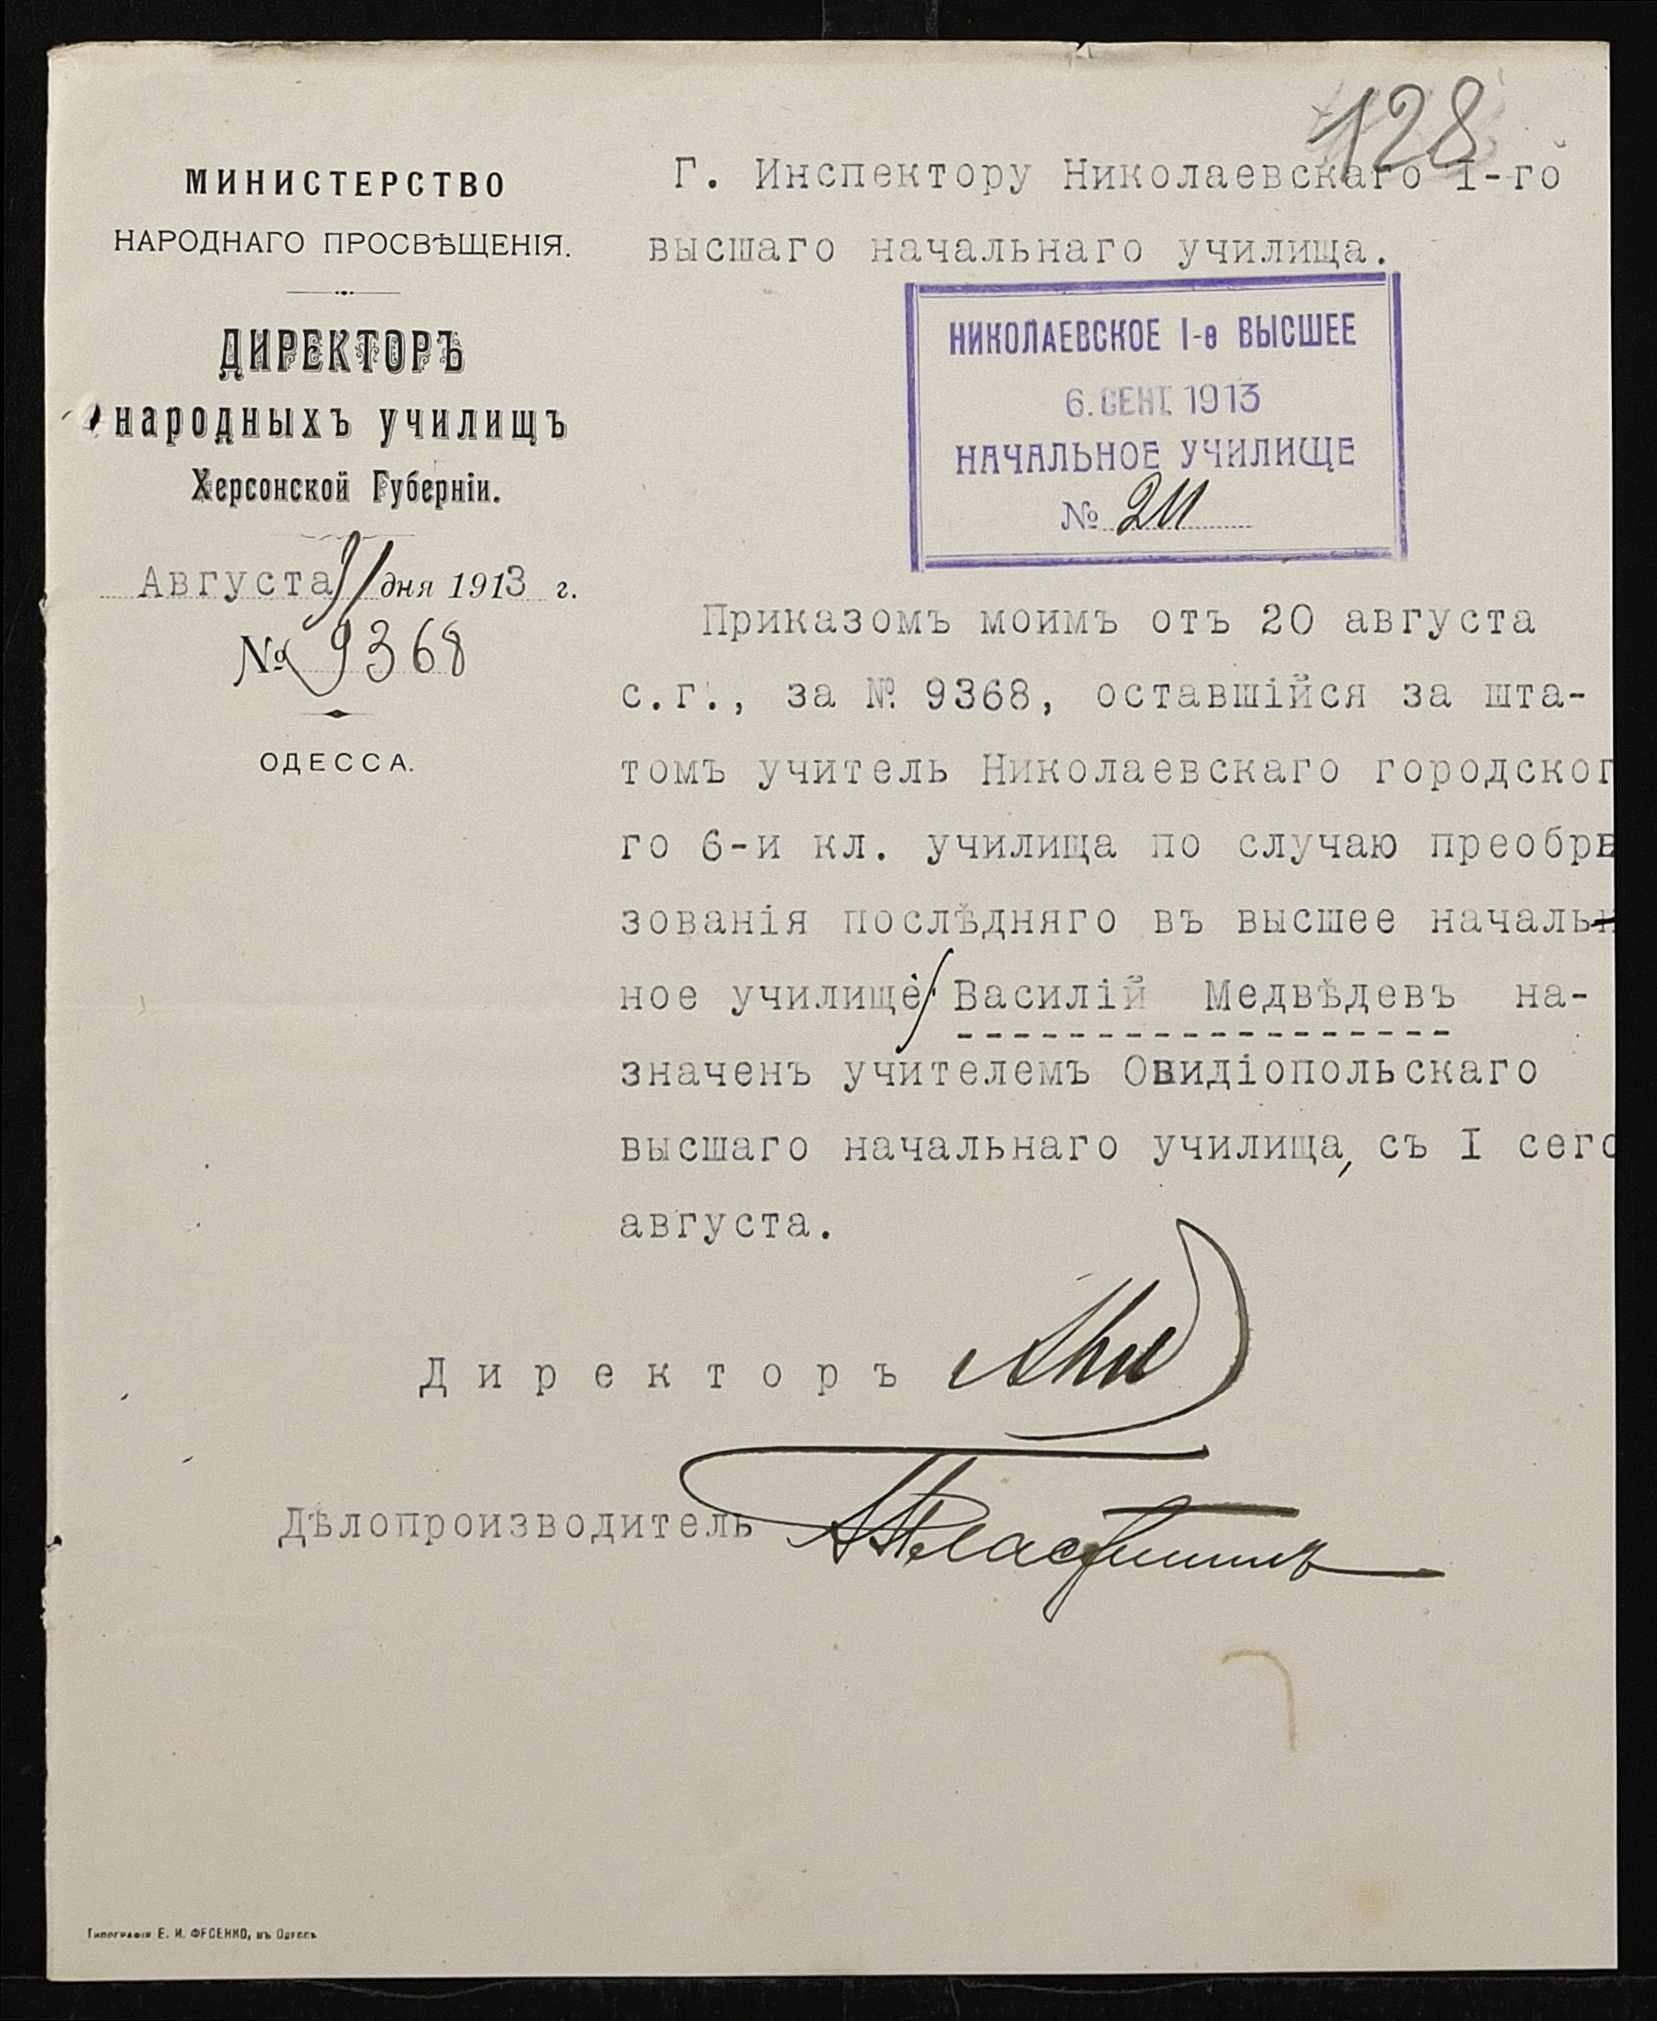 128
МИНИСТЕРСТВО
НАРОДНАГО ПРОСВѢЩЕНІЯ.
ДИРЕКТОРЪ
народныхъ училищъ
Херсонской Губерніи.
Августа дня 1913 г.
№ 9368
ОДЕССА.
Г. Инспектору Николаевскаго I-го
высшаго начальнаго училища.
НИКОЛАЕВСКОЕ I-е ВЫСШЕЕ
6. СЕНТ. 1913
НАЧАЛЬНОЕ УЧИЛИЩЕ
№ 211
Приказомъ моимъ отъ 20 августа
с.г., за № 9368, оставшійся за шта-
томъ учитель Николаевскаго городског
го 6-и кл. училища по случаю преобра
зованія послѣдняго въ высшее началь-
ное училище, Василій Медвѣдевъ на-
значенъ учителемъ Овидіопольскаго
высшаго начальнаго училища, съ I сего
августа.
Директоръ
Дѣлопроизводитель
Типографія Е. И. ФЕСЕНКО, въ Одессѣ